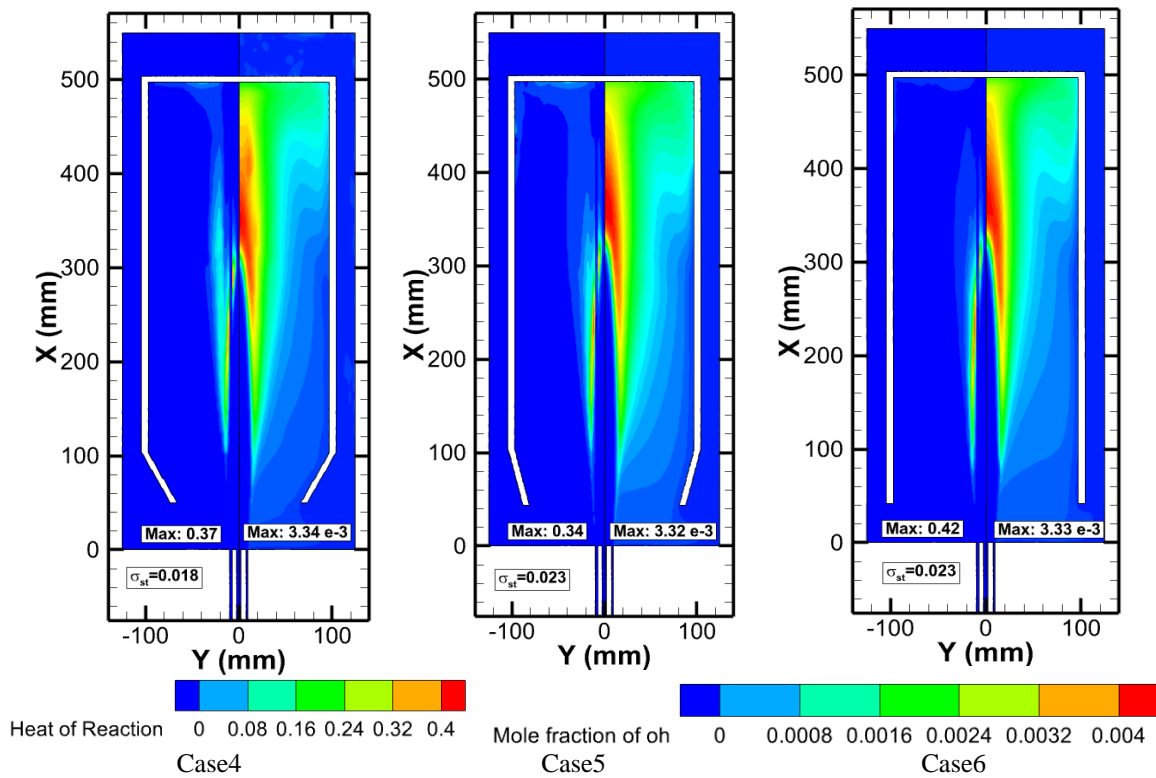 500
400
300
200
100
0
X (mm)
Max: 0.37
Max: 3.34 e-3
σst=0.018
-100 0 100
Y (mm)
500
400
300
200
100
0
X (mm)
Max: 0.34
Max: 3.32 e-3
σst=0.023
-100 0 100
Y (mm)
500
400
300
200
100
0
X (mm)
Max: 0.42
Max: 3.33 e-3
σst=0.023
-100 0 100
Y (mm)
Heat of Reaction 0 0.08 0.16 0.24 0.32 0.4
Mole fraction of oh 0 0.0008 0.0016 0.0024 0.0032 0.004
Case4 Case5 Case6